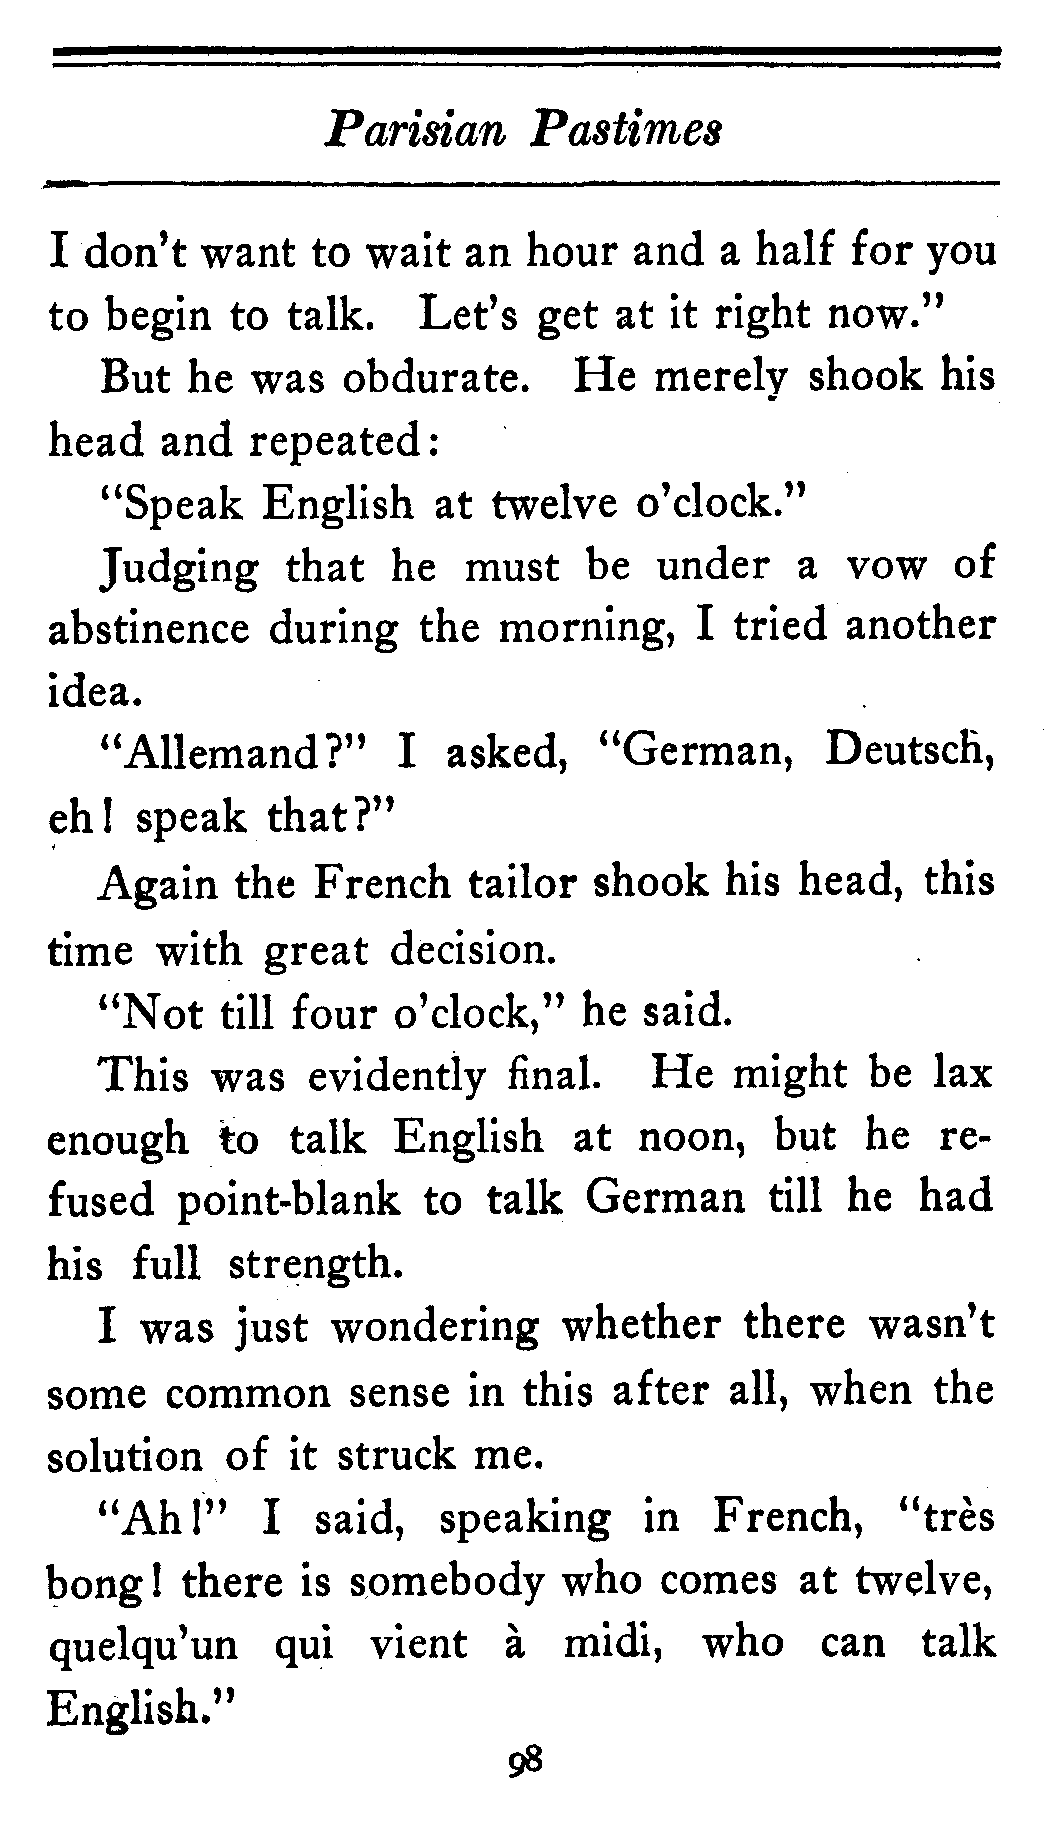 Parisian Pastimes
I don't want to wait an hour and a half for you
to begin to talk. Let's get at it right now."
But he was obdurate. He merely shook his
head and repeated:
"Speak English at twelve o'clock."
Judging that he must be under a vow of
abstinence during the morning, I tried another
idea.
"Allemand?" I asked, "German, Deutsch,
eh! speak that?"
Again the French tailor shook his head, this
time with great decision.
"Not till four o'clock," he said.
This was evidently final. He might be lax
enough to talk English at noon, but he re-
fused point-blank to talk German till he had
his full strength.
I was just wondering whether there wasn't
some common sense in this after all, when the
solution of it struck me.
"Ah!" I said, speaking in French, "très
bong! there is somebody who comes at twelve,
quelqu'un qui vient à midi, who can talk
English."
98